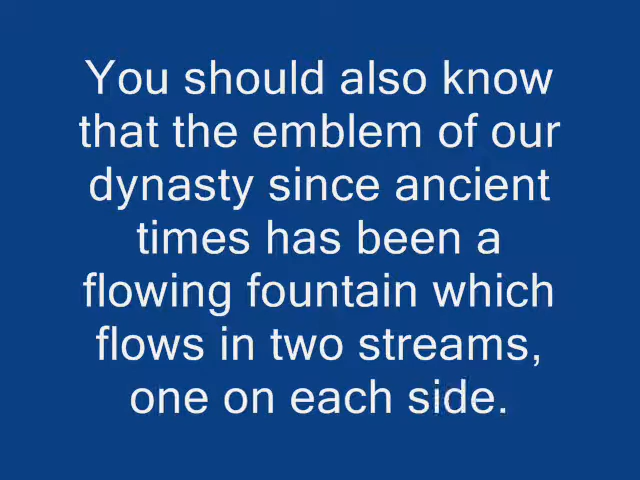 You should also know
that the emblem of our
dynasty since ancient
times has been a
flowing fountain which
flows in two streams,
one on each side.